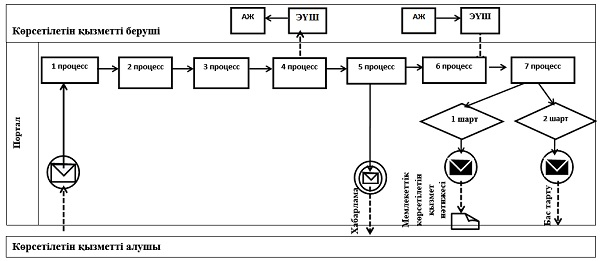 АЖ
ЭҮШ
АЖ
ЭҮШ
Көрсетілетін қызметті беруші
Портал
1 процесс
2 процесс
3 процесс
4 процесс
5 процесс
6 процесс
7 процесс
1 шарт
2 шарт
Хабарлама
Мемлекеттік
көрсетілетін
қызмет
нәтижесі
Бас тарту
Көрсетілетін қызметті алушы